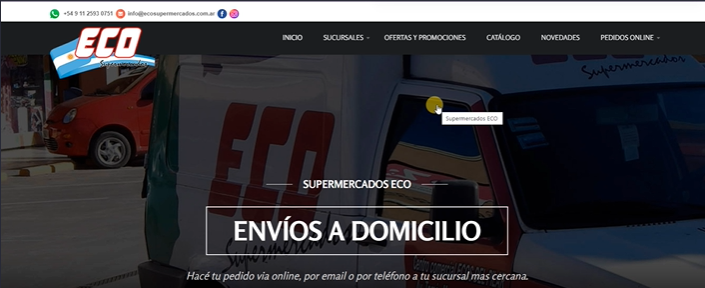 +54 9 11 2593 0751 info@ecosupermercados.com.ar
ECO
Supermercados
INICIO SUCURSALES OFERTAS Y PROMOCIONES CATÁLOGO NOVEDADES PEDIDOS ONLINE
Supermercados
Supermercados ECO
ECO
SUPERMERCADOS ECO
ENVÍOS A DOMICILIO
Supermercados
Hacé tu pedido via online, por email o por teléfono a tu sucursal mas cercana.